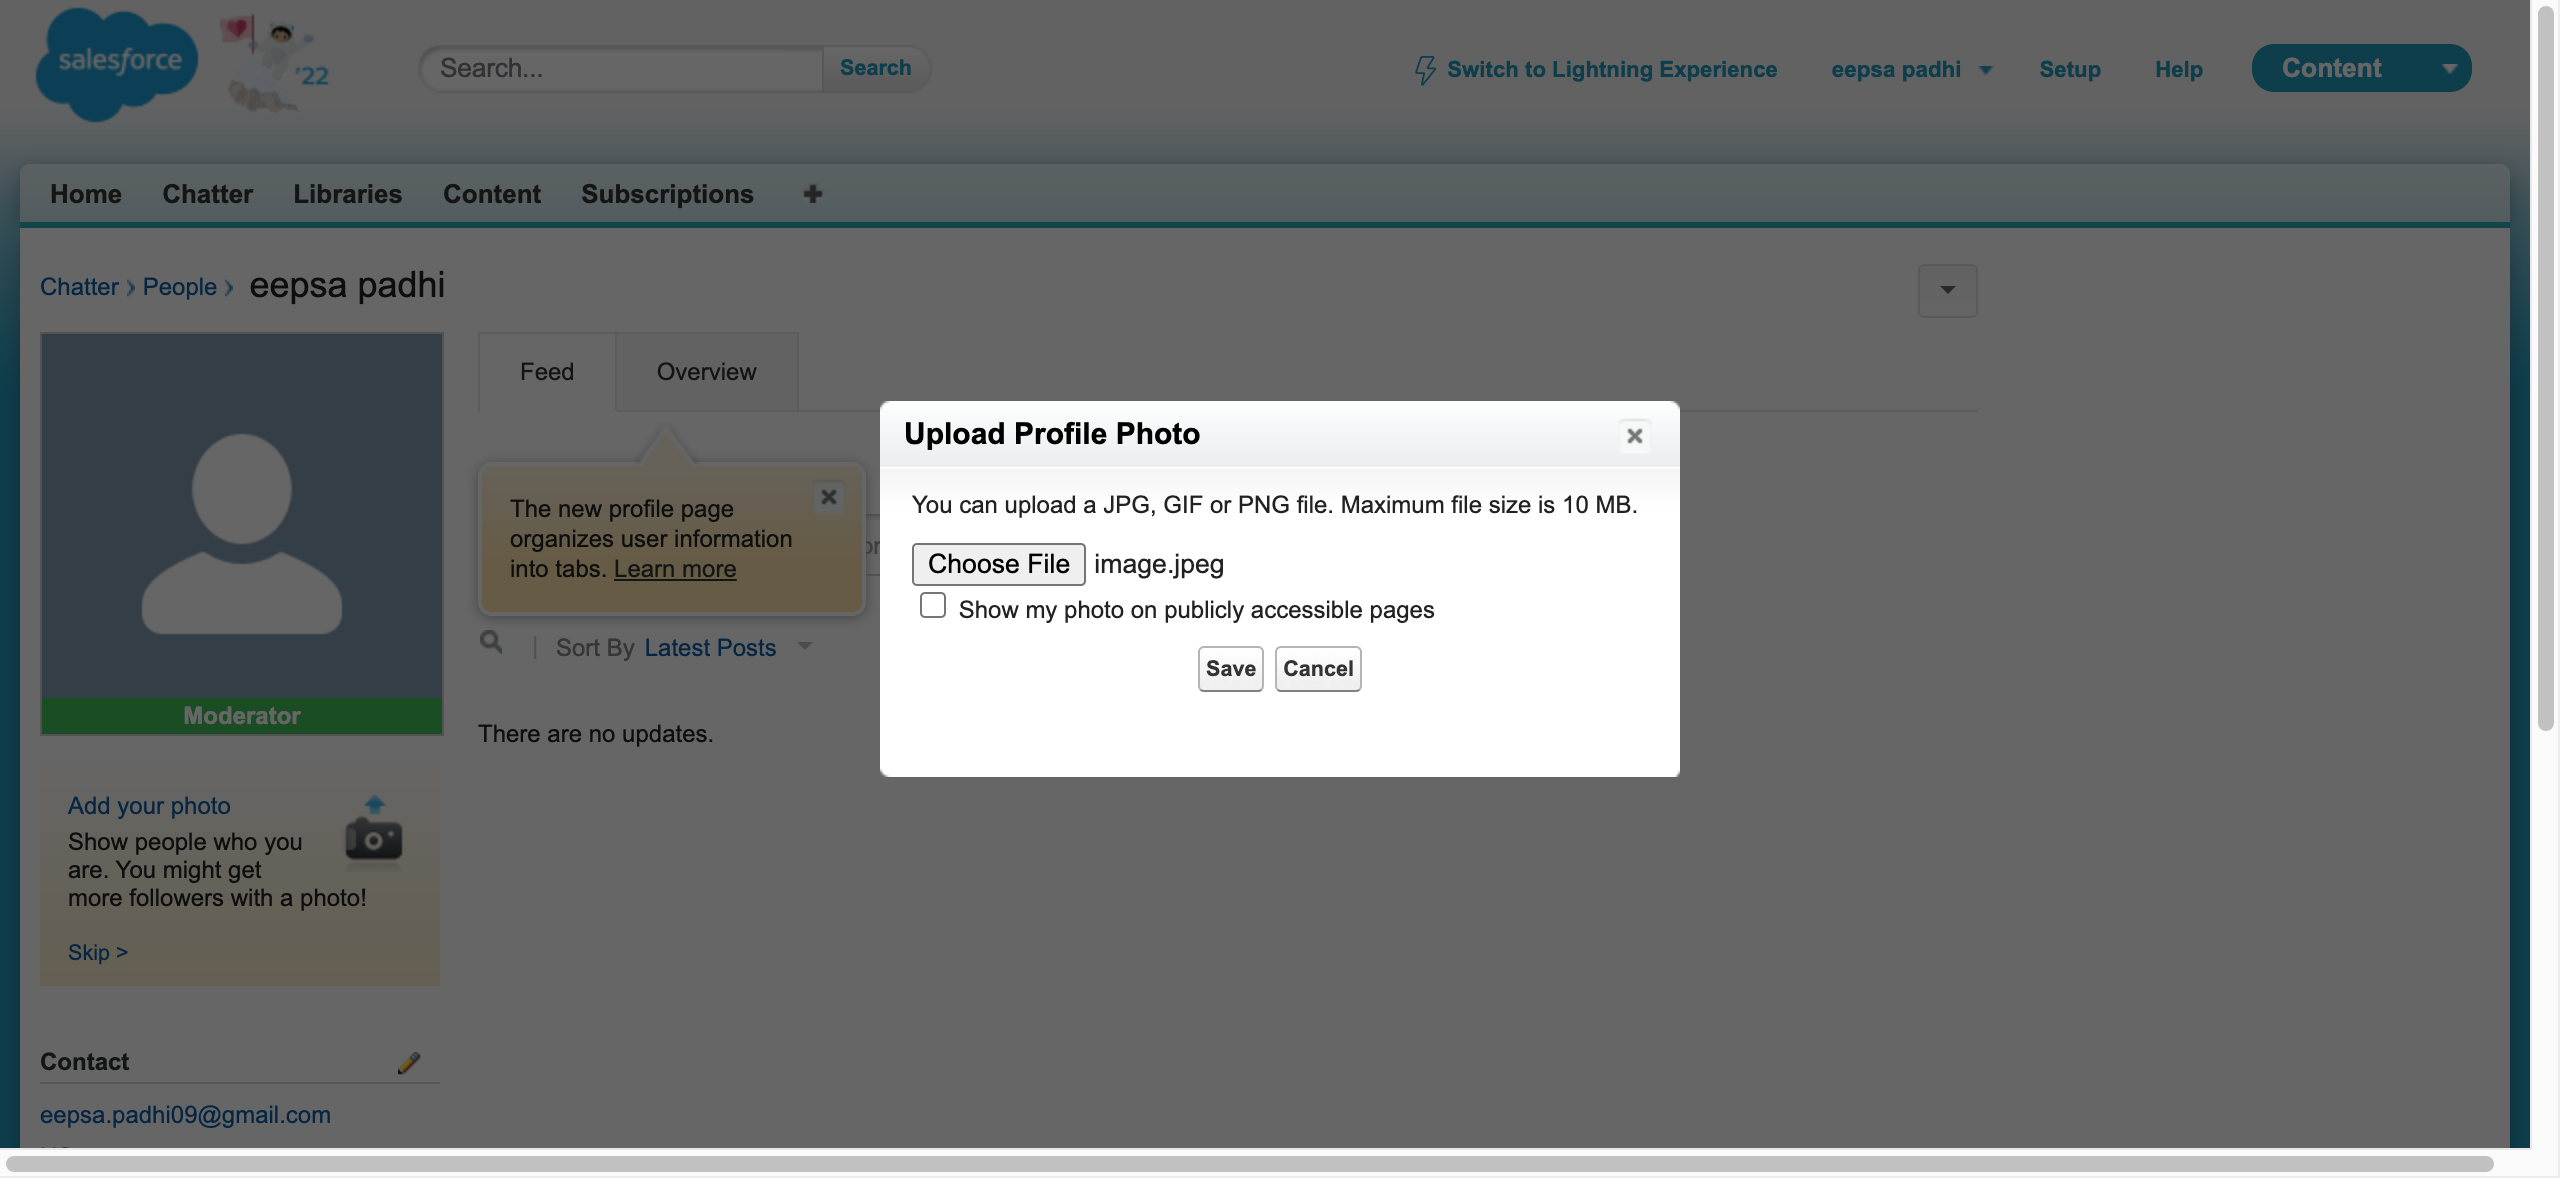 salesforce
'22
Search...
Search
Switch to Lightning Experience
eepsa padhi
Setup
Help
Content
Home
Chatter
Libraries
Content
Subscriptions
Chatter › People › eepsa padhi
Moderator
Feed
Overview
The new profile page
organizes user information
into tabs. Learn more
Sort By Latest Posts
There are no updates.
Upload Profile Photo
You can upload a JPG, GIF or PNG file. Maximum file size is 10 MB.
Choose File image.jpeg
Show my photo on publicly accessible pages
Save
Cancel
Add your photo
Show people who you
are. You might get
more followers with a photo!
Skip >
Contact
eepsa.padhi09@gmail.com